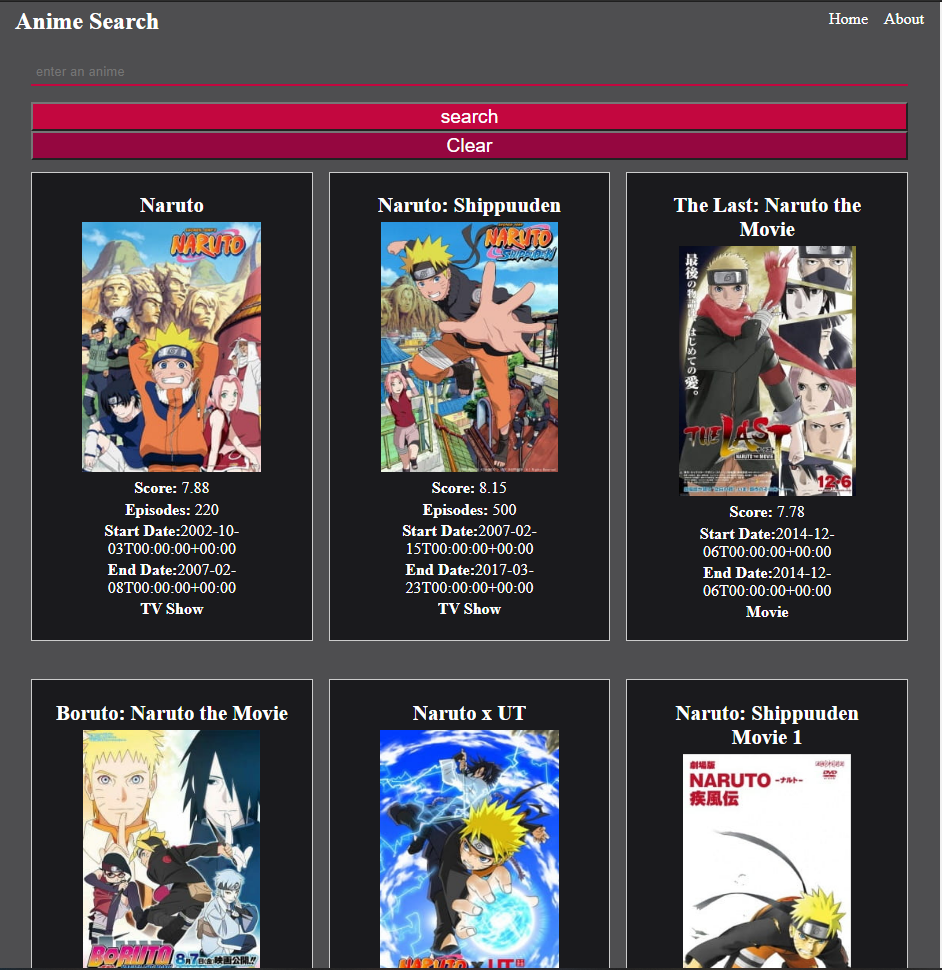 Anime Search
Home About
enter an anime
search
Clear
Naruto
NARUTO
Score: 7.88
Episodes: 220
Start Date:2002-10-
03T00:00:00+00:00
End Date:2007-02-
08T00:00:00+00:00
TV Show
Naruto: Shippuuden
NARUTO
Score: 8.15
Episodes: 500
Start Date:2007-02-
15T00:00:00+00:00
End Date:2017-03-
23T00:00:00+00:00
TV Show
The Last: Naruto the
Movie
最後の物語は、
はじめての愛。
THE LAST
NARUTO THE MOVIE
12•6
Score: 7.78
Start Date:2014-12-
06T00:00:00+00:00
End Date:2014-12-
06T00:00:00+00:00
Movie
Boruto: Naruto the Movie
BORUTO
8月7日(金)映画公開!!
Naruto x UT
NARUTO x UT
Naruto: Shippuuden
Movie 1
劇場版
DVD
NARUTO -ナルト-
疾風伝